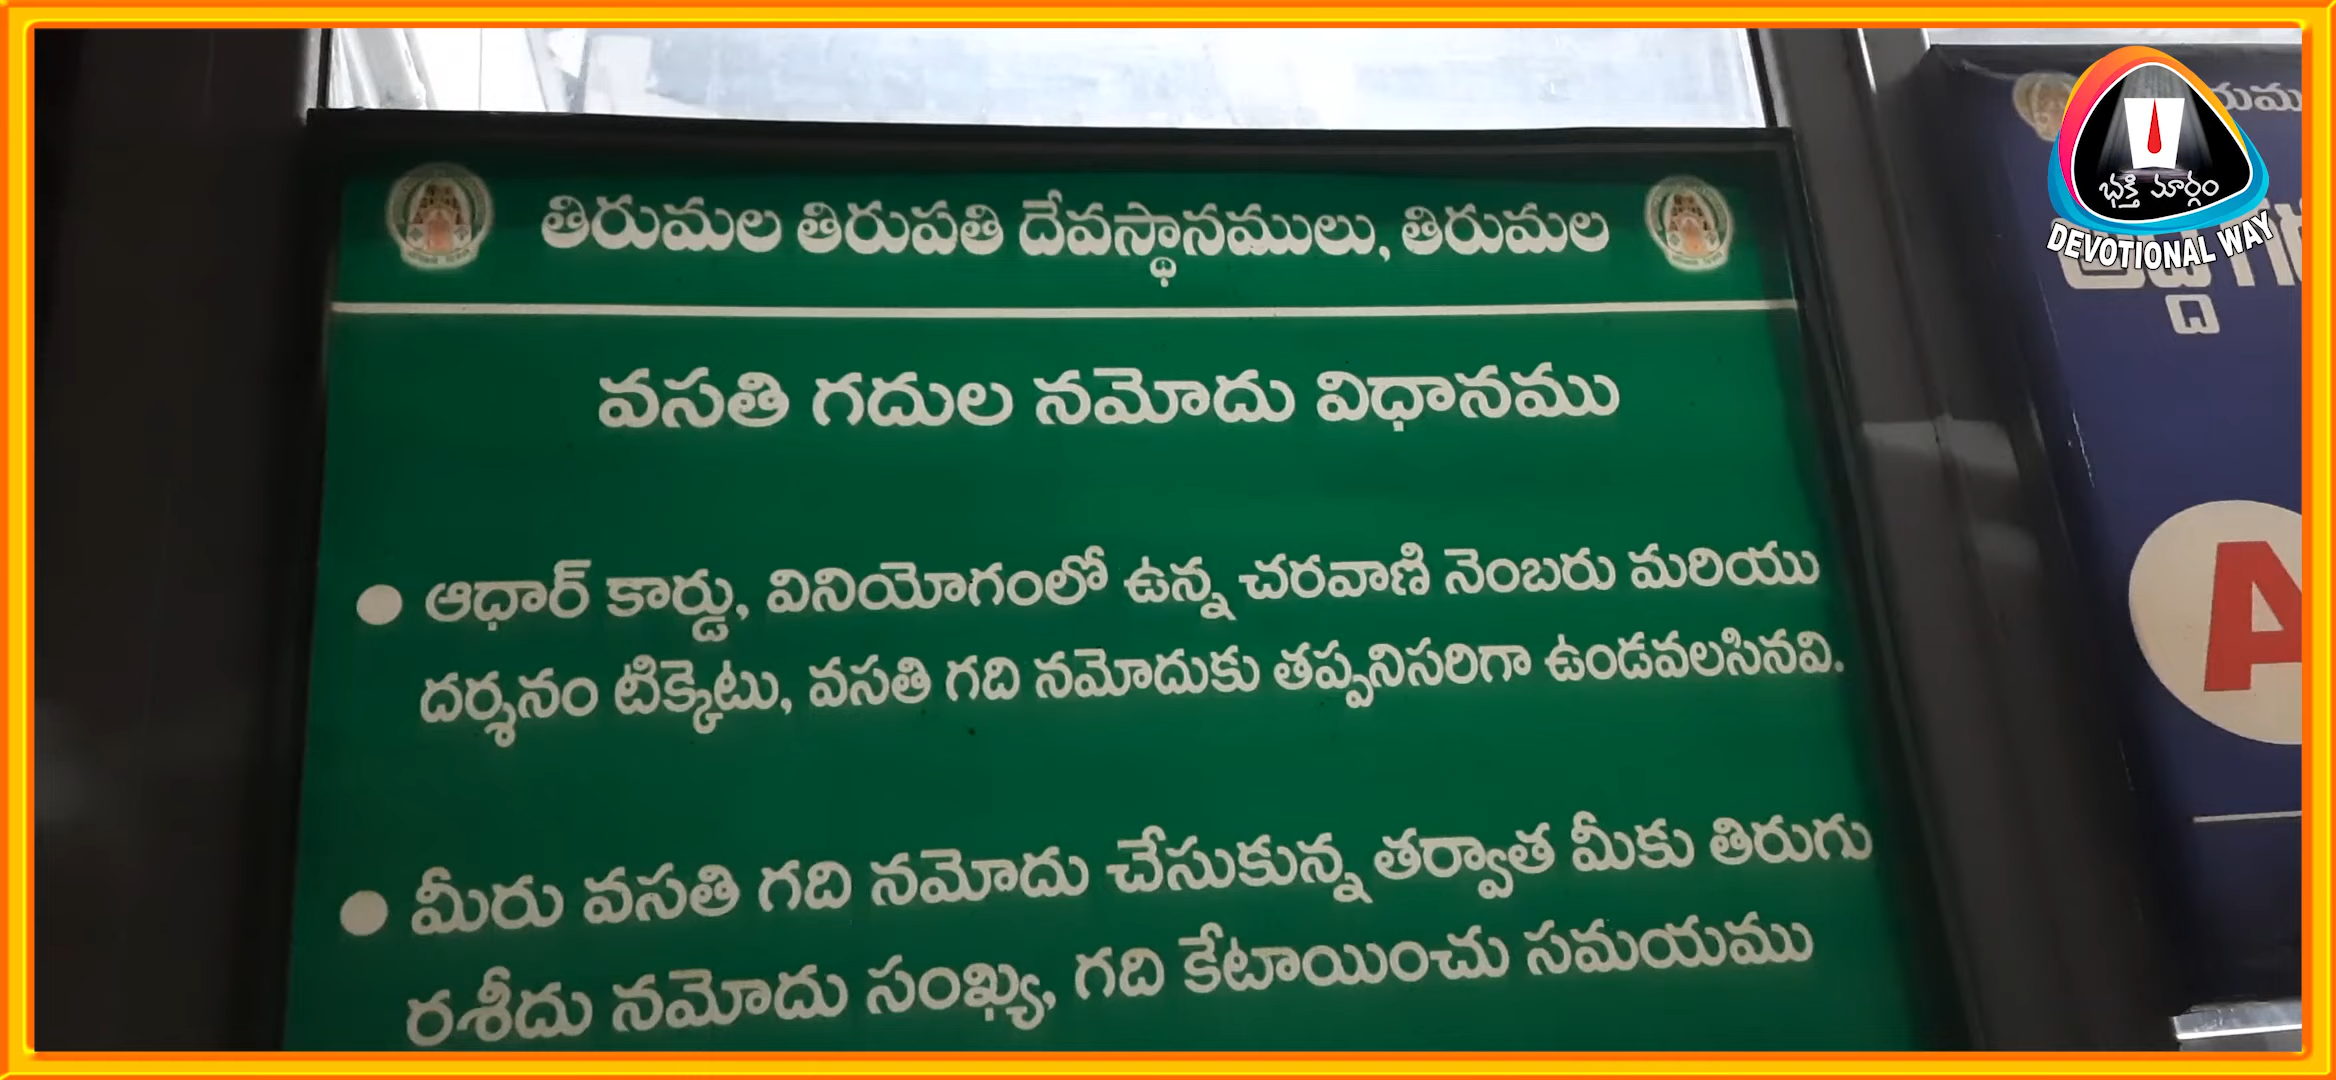 తిరుమల తిరుపతి దేవస్థానములు, తిరుమల
వసతి గదుల నమోదు విధానము
● ఆధార్ కార్డు, వినియోగంలో ఉన్న చరవాణి నెంబరు మరియు
దర్శనం టిక్కెటు, వసతి గది నమోదుకు తప్పనిసరిగా ఉండవలసినవి.
● మీరు వసతి గది నమోదు చేసుకున్న తర్వాత మీకు తిరుగు
రశీదు నమోదు సంఖ్య, గది కేటాయించు సమయము
భక్తి మార్గం
DEVOTIONAL WAY
A